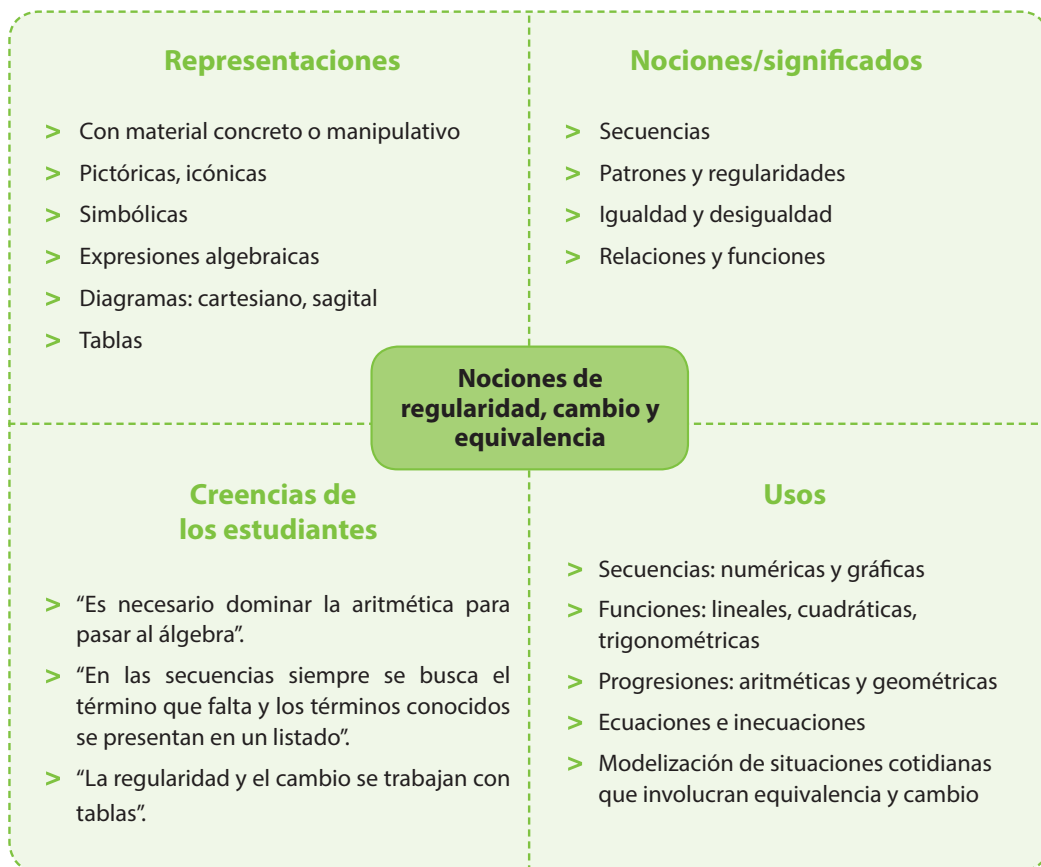 Representaciones
> Con material concreto o manipulativo
> Pictóricas, icónicas
> Simbólicas
> Expresiones algebraicas
> Diagramas: cartesiano, sagital
> Tablas
Nociones/significados
> Secuencias
> Patrones y regularidades
> Igualdad y desigualdad
> Relaciones y funciones
Nociones de
regularidad, cambio y
equivalencia
Creencias de
los estudiantes
> “Es necesario dominar la aritmética para
pasar al álgebra”.
> “En las secuencias siempre se busca el
término que falta y los términos conocidos
se presentan en un listado”.
> “La regularidad y el cambio se trabajan con
tablas”.
Usos
> Secuencias: numéricas y gráficas
> Funciones: lineales, cuadráticas,
trigonométricas
> Progresiones: aritméticas y geométricas
> Ecuaciones e inecuaciones
> Modelización de situaciones cotidianas
que involucran equivalencia y cambio